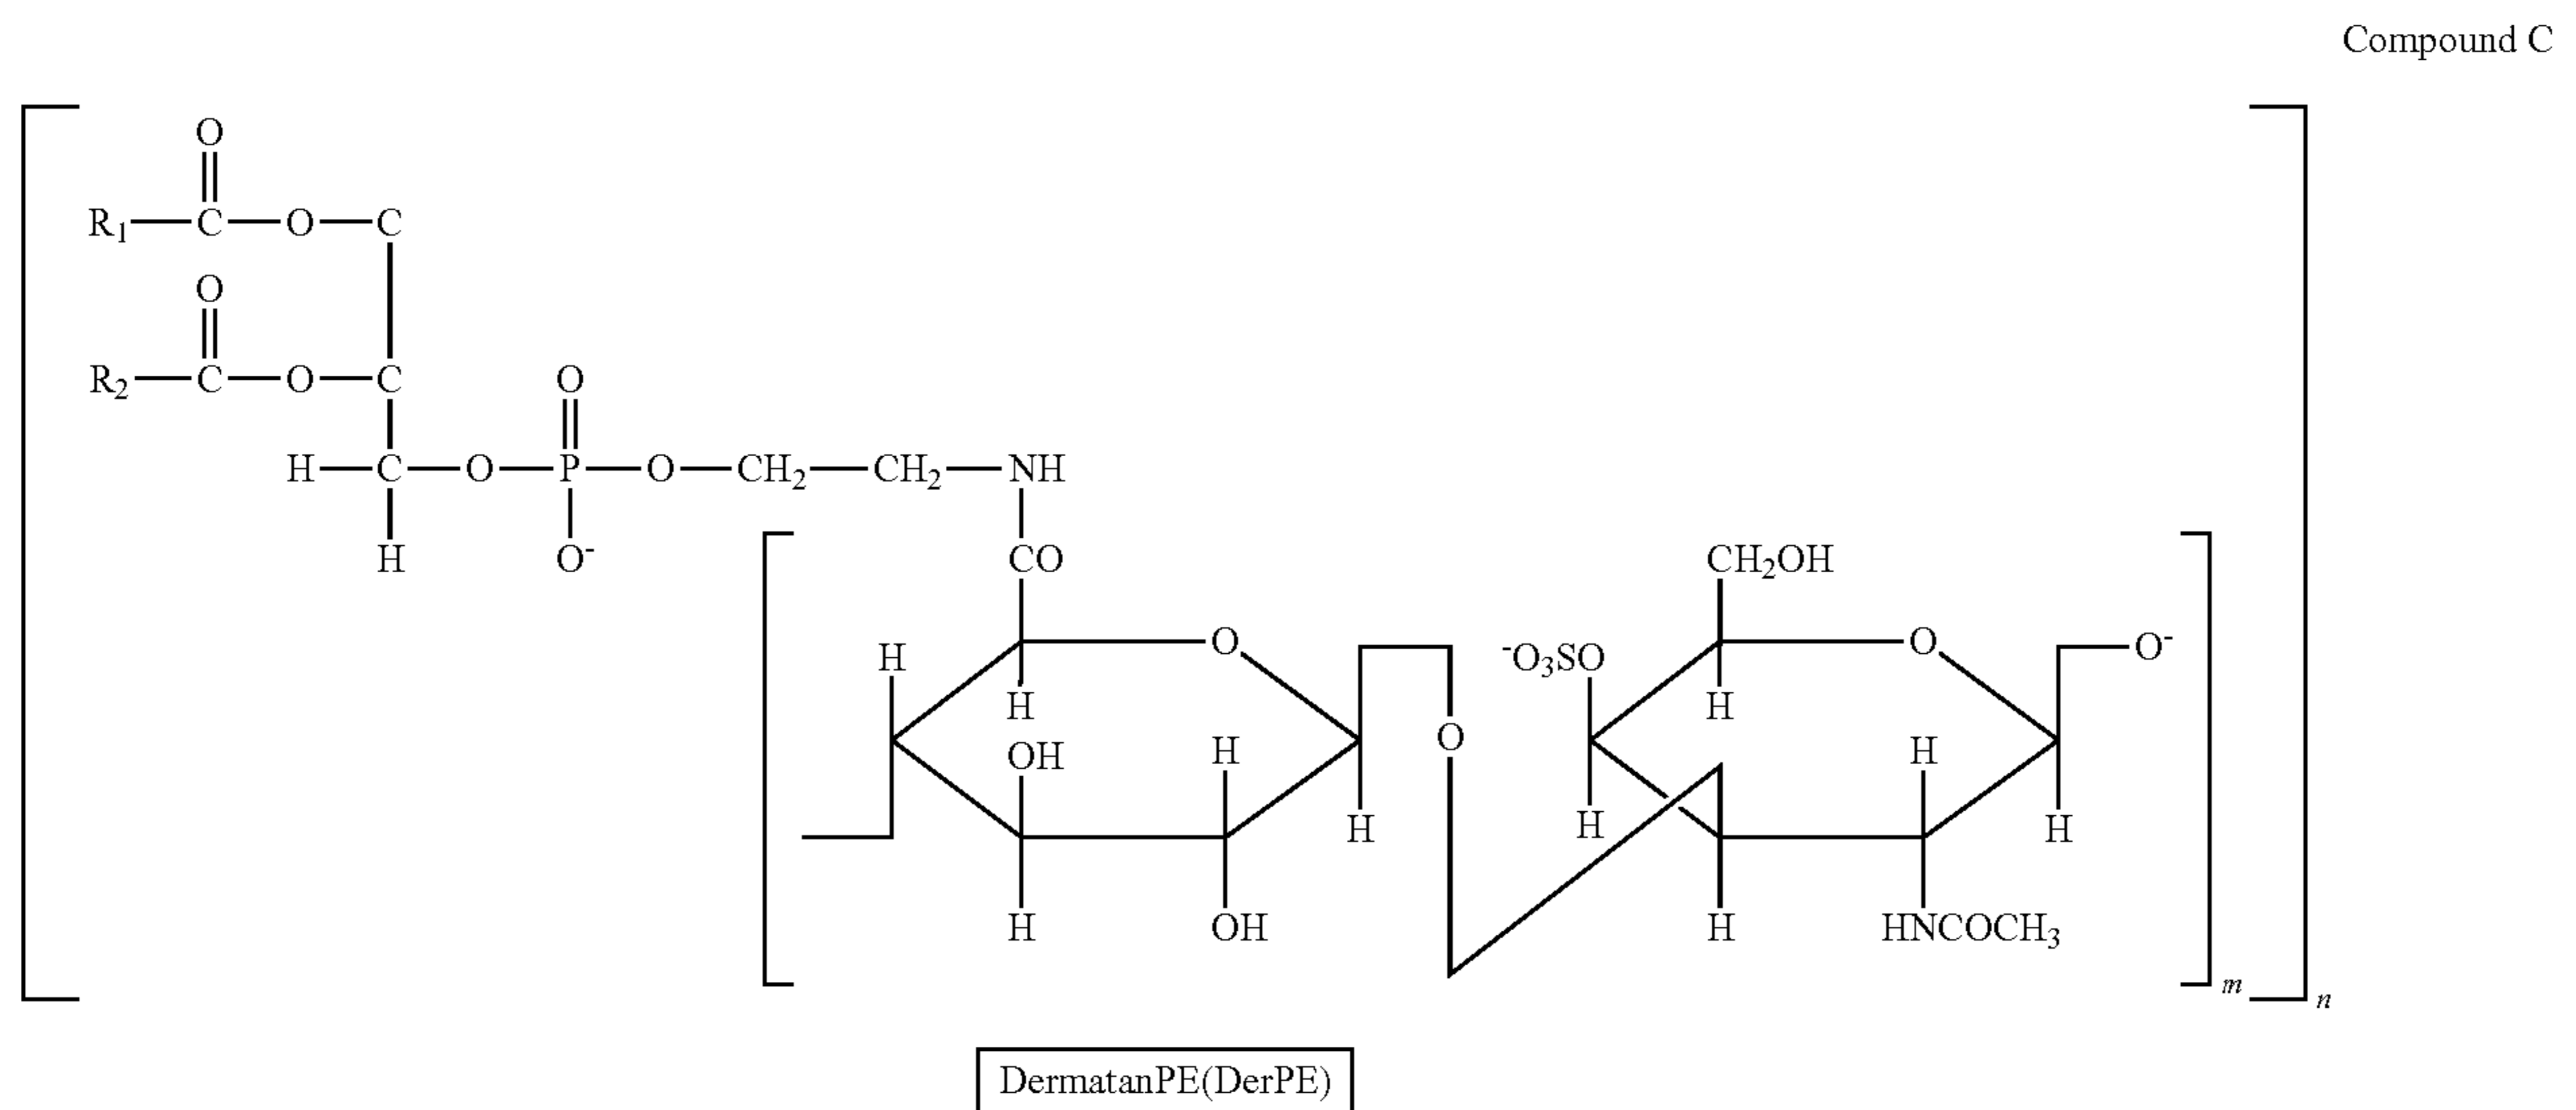 Compound C
O
R₁—C—O—C
O
R₂—C—O—C
O
H—C—O—P—O—CH₂—CH₂—NH
H
O⁻
CO
CH₂OH
H
O
⁻O₃SO
O
O⁻
H
H
OH
H
O
H
H
H
H
H
OH
H
HNCOCH₃
m
n
DermatanPE(DerPE)